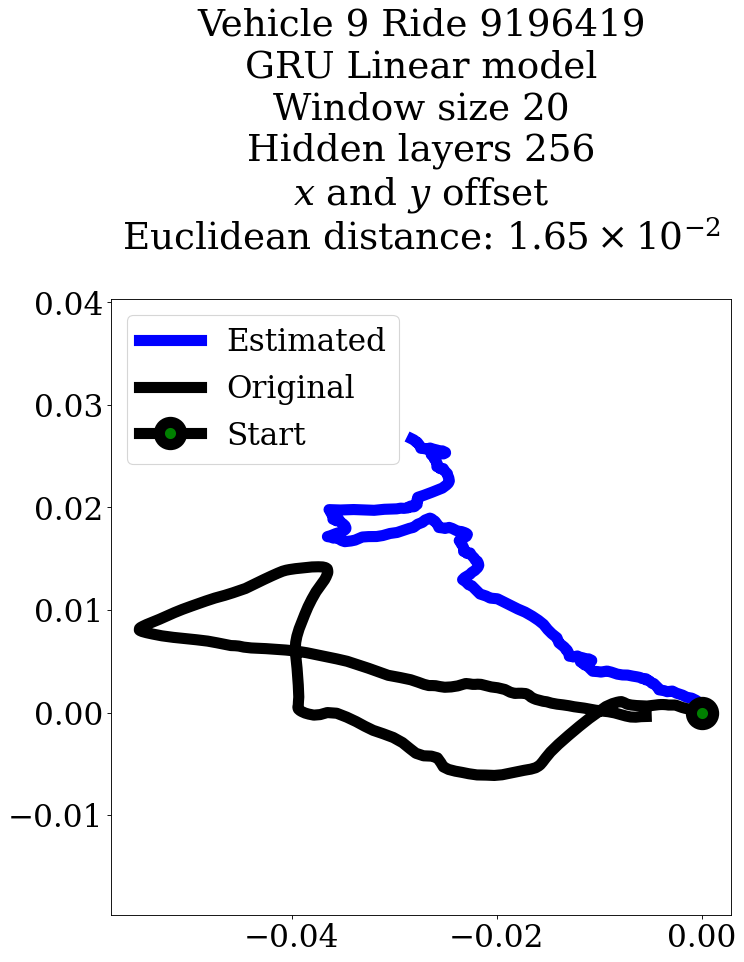 Vehicle 9 Ride 9196419
GRU Linear model
Window size 20
Hidden layers 256
x and y offset
Euclidean distance: 1.65 × 10⁻²
0.04
0.03
0.02
0.01
0.00
−0.01
Estimated
Original
Start
−0.04
−0.02
0.00